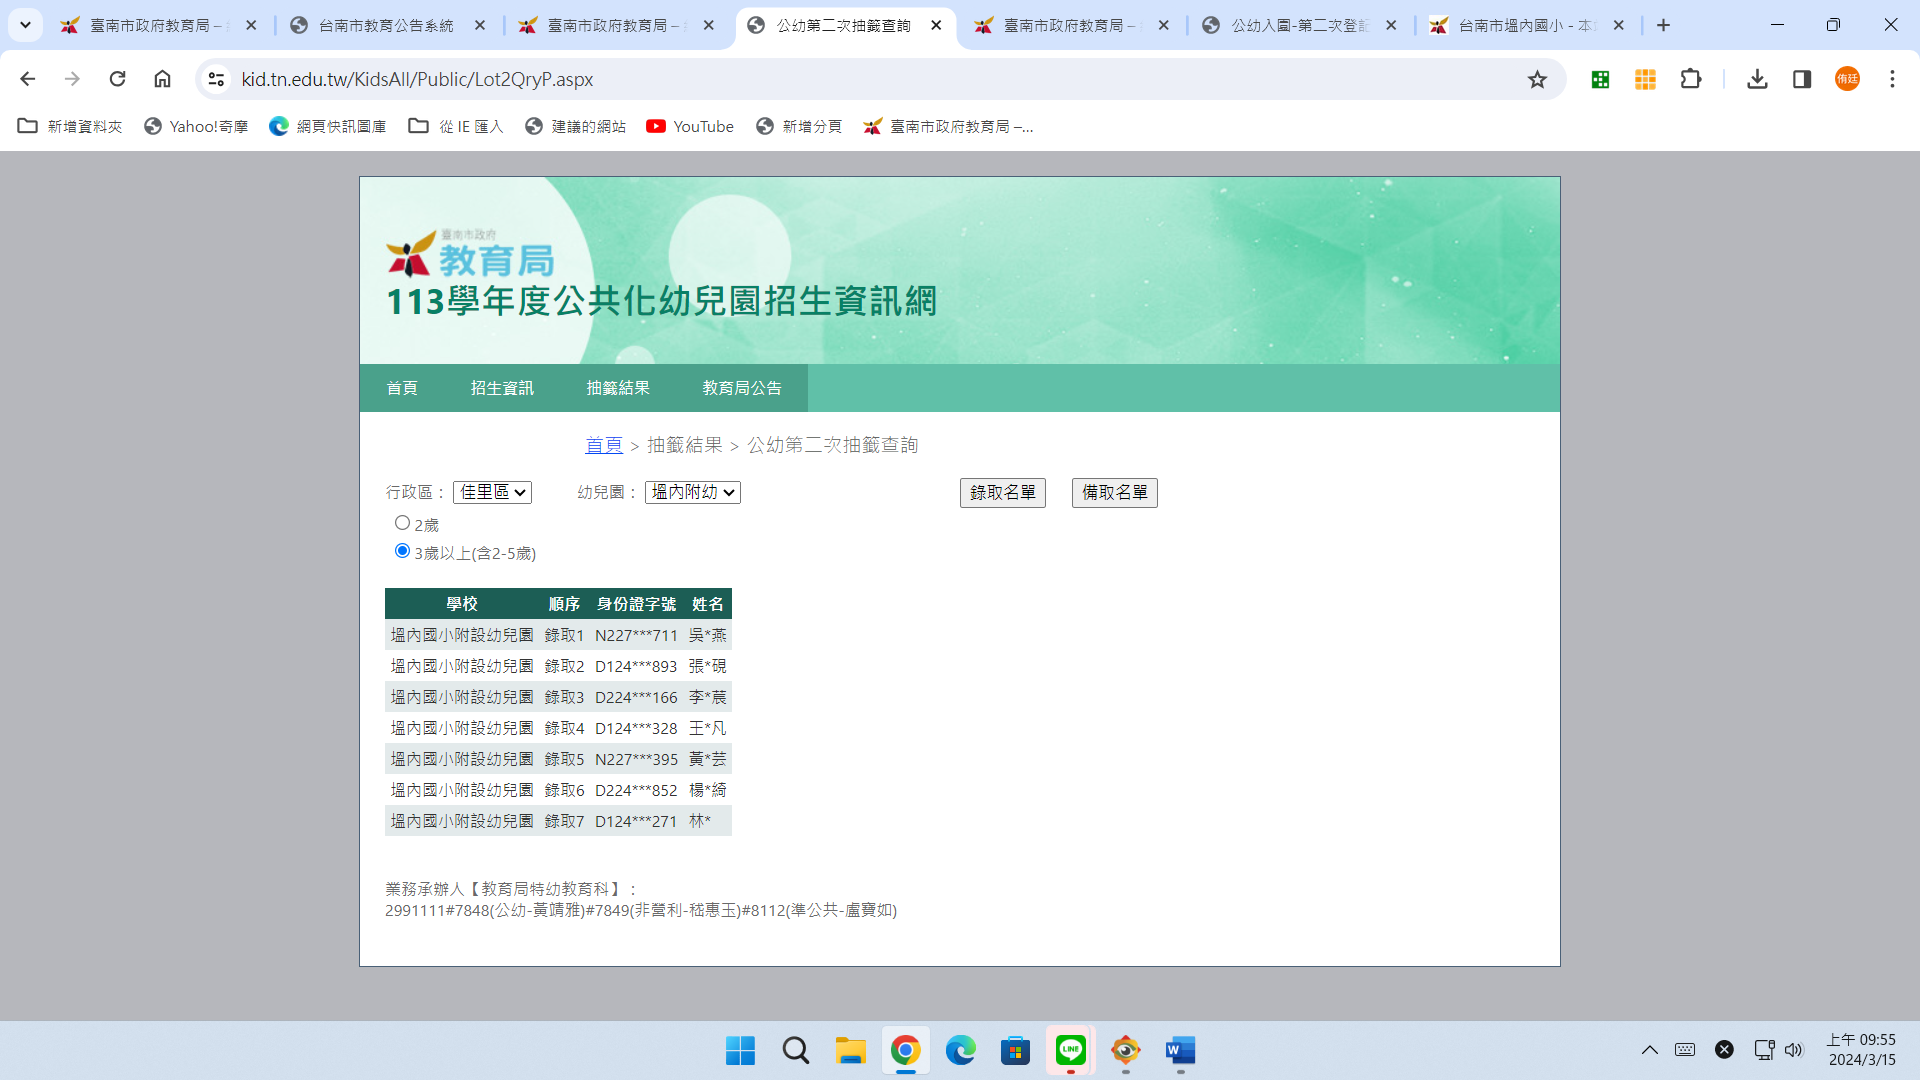 臺南市政府教育局 –
台南市教育公告系統
臺南市政府教育局 –
公幼第二次抽籤查詢
臺南市政府教育局 –
公幼入園-第二次登記
台南市塭內國小 - 本
kid.tn.edu.tw/KidsAll/Public/Lot2QryP.aspx
侑廷
新增資料夾
Yahoo!奇摩
網頁快訊圖庫
從 IE 匯入
建議的網站
YouTube
新增分頁
臺南市政府教育局 –...
臺南市政府
教育局
113學年度公共化幼兒園招生資訊網
首頁 招生資訊 抽籤結果 教育局公告
首頁 > 抽籤結果 > 公幼第二次抽籤查詢
行政區： 佳里區 幼兒園： 塭內附幼 錄取名單 備取名單
2歲
3歲以上(含2-5歲)
學校 順序 身份證字號 姓名
塭內國小附設幼兒園 錄取1 N227***711 吳*燕
塭內國小附設幼兒園 錄取2 D124***893 張*硯
塭內國小附設幼兒園 錄取3 D224***166 李*蕽
塭內國小附設幼兒園 錄取4 D124***328 王*凡
塭內國小附設幼兒園 錄取5 N227***395 黃*芸
塭內國小附設幼兒園 錄取6 D224***852 楊*綺
塭內國小附設幼兒園 錄取7 D124***271 林*
業務承辦人【教育局特幼教育科】：
2991111#7848(公幼-黃靖雅)#7849(非營利-嵇惠玉)#8112(準公共-盧寶如)
LINE
W
上午 09:55
2024/3/15